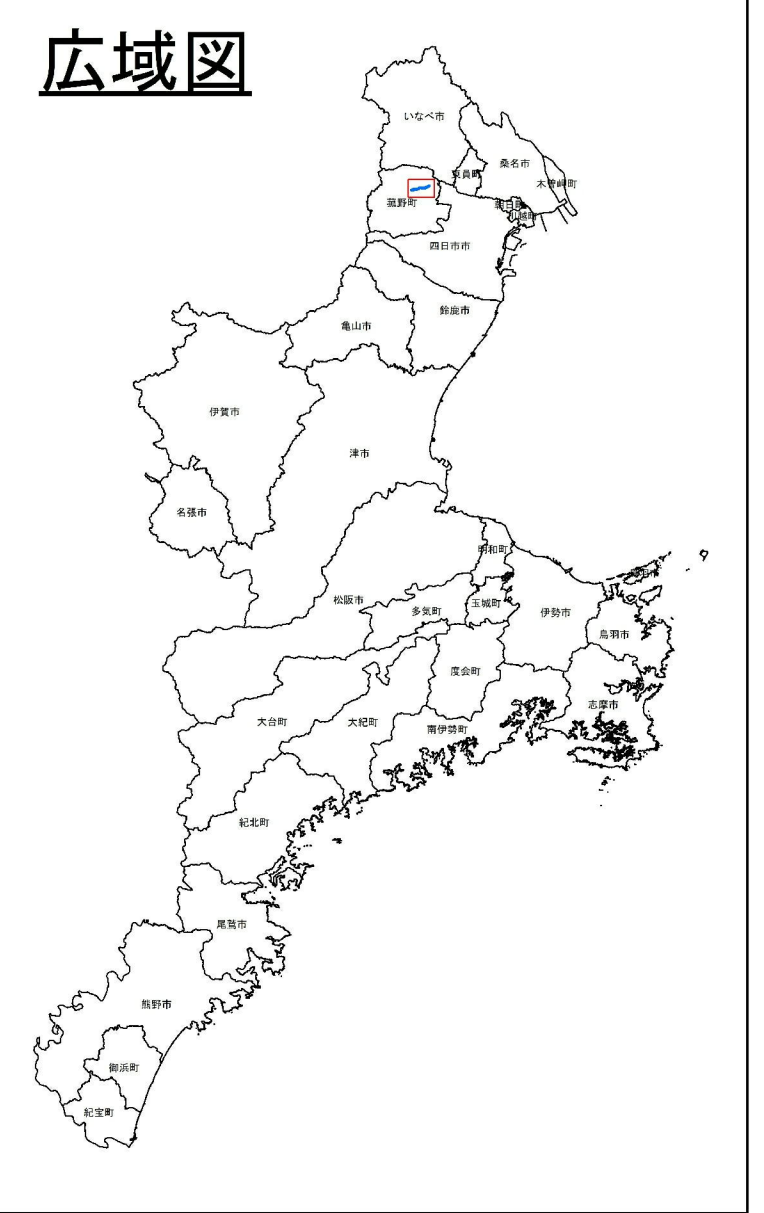 広域図
いなべ市
桑名市
東員町
木曽岬町
菰野町
朝日町
川越町
四日市市
鈴鹿市
亀山市
伊賀市
津市
名張市
明和町
松阪市
多気町
玉城町
伊勢市
鳥羽市
度会町
志摩市
大台町
大紀町
南伊勢町
紀北町
尾鷲市
熊野市
御浜町
紀宝町